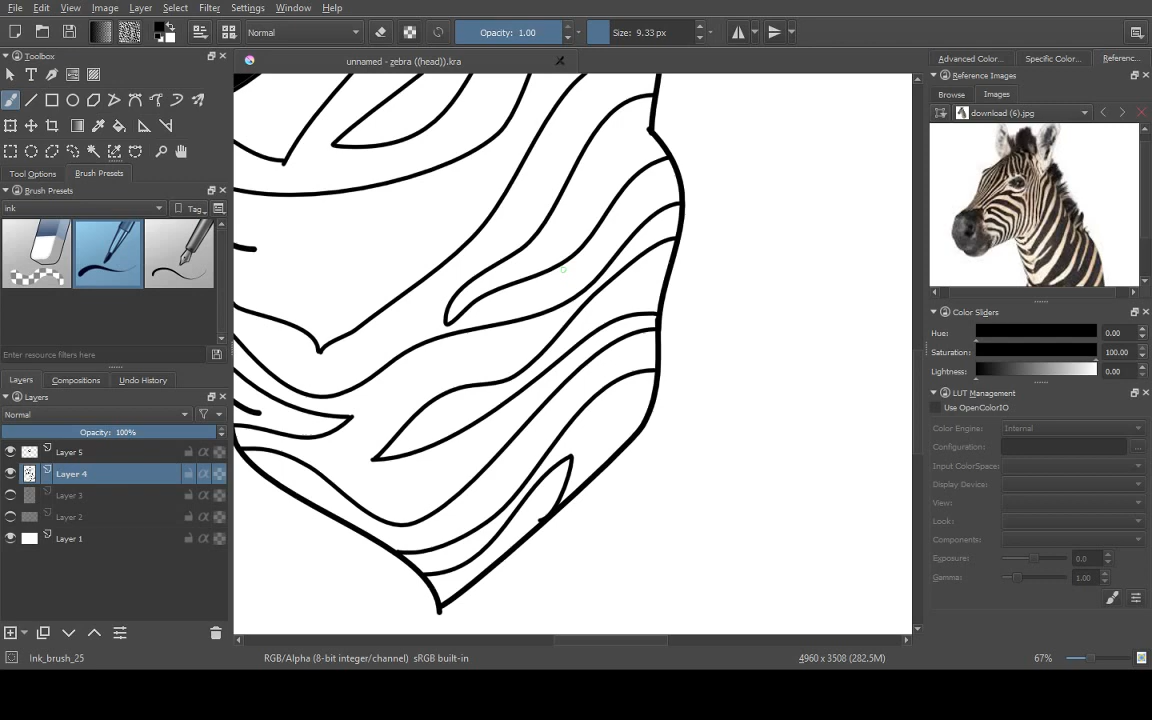 File Edit View Image Layer Select Filter Settings Window Help
Normal Opacity: 1.00 Size: 9.33 px
Toolbox
unnamed - zebra ((head)).kra
Advanced Color... Specific Color... Referenc...
Reference Images
Browse Images
download (6).jpg
Tool Options Brush Presets
Brush Presets
ink Tag
Enter resource filters here
Layers Compositions Undo History
Layers
Normal
Opacity: 100%
Layer 5
Layer 4
Layer 3
Layer 2
Layer 1
Color Sliders
Hue: 0.00
Saturation: 100.00
Lightness: 0.00
LUT Management
Use OpenColorIO
Color Engine: Internal
Configuration: ...
Input ColorSpace:
Display Device:
View:
Look:
Components:
Exposure: 0.0
Gamma: 1.00
Ink_brush_25 RGB/Alpha (8-bit integer/channel) sRGB built-in 4960 x 3508 (282.5M) 67%